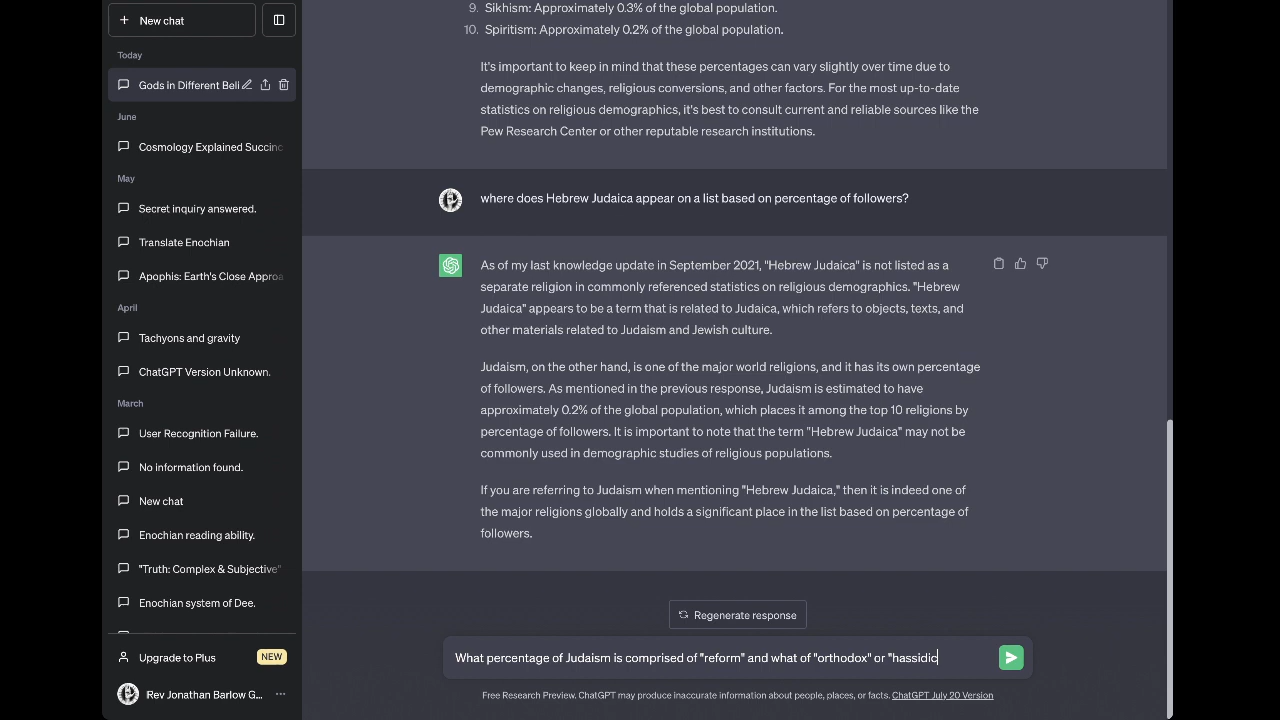 New chat
Today
Gods in Different Beli
June
Cosmology Explained Succinc
May
Secret inquiry answered.
Translate Enochian
Apophis: Earth's Close Approa
April
Tachyons and gravity
ChatGPT Version Unknown.
March
User Recognition Failure.
No information found.
New chat
Enochian reading ability.
"Truth: Complex & Subjective"
Enochian system of Dee.
Upgrade to Plus NEW
Rev Jonathan Barlow G...
9. Sikhism: Approximately 0.3% of the global population.
10. Spiritism: Approximately 0.2% of the global population.
It's important to keep in mind that these percentages can vary slightly over time due to
demographic changes, religious conversions, and other factors. For the most up-to-date
statistics on religious demographics, it's best to consult current and reliable sources like the
Pew Research Center or other reputable research institutions.
where does Hebrew Judaica appear on a list based on percentage of followers?
As of my last knowledge update in September 2021, "Hebrew Judaica" is not listed as a
separate religion in commonly referenced statistics on religious demographics. "Hebrew
Judaica" appears to be a term that is related to Judaica, which refers to objects, texts, and
other materials related to Judaism and Jewish culture.
Judaism, on the other hand, is one of the major world religions, and it has its own percentage
of followers. As mentioned in the previous response, Judaism is estimated to have
approximately 0.2% of the global population, which places it among the top 10 religions by
percentage of followers. It is important to note that the term "Hebrew Judaica" may not be
commonly used in demographic studies of religious populations.
If you are referring to Judaism when mentioning "Hebrew Judaica," then it is indeed one of
the major religions globally and holds a significant place in the list based on percentage of
followers.
Regenerate response
What percentage of Judaism is comprised of "reform" and what of "orthodox" or "hassidic
Free Research Preview. ChatGPT may produce inaccurate information about people, places, or facts. ChatGPT July 20 Version